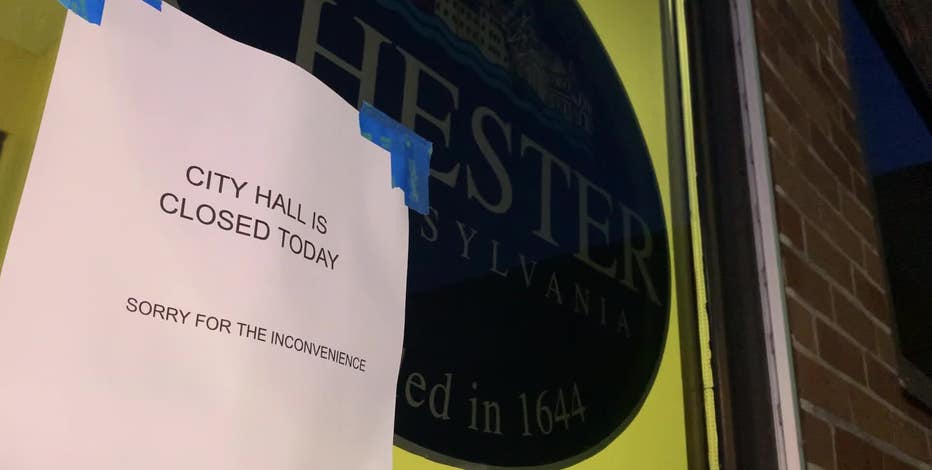 CITY HALL IS
CLOSED TODAY
SORRY FOR THE INCONVENIENCE
HESTER
SYLVANIA
ed in 1644